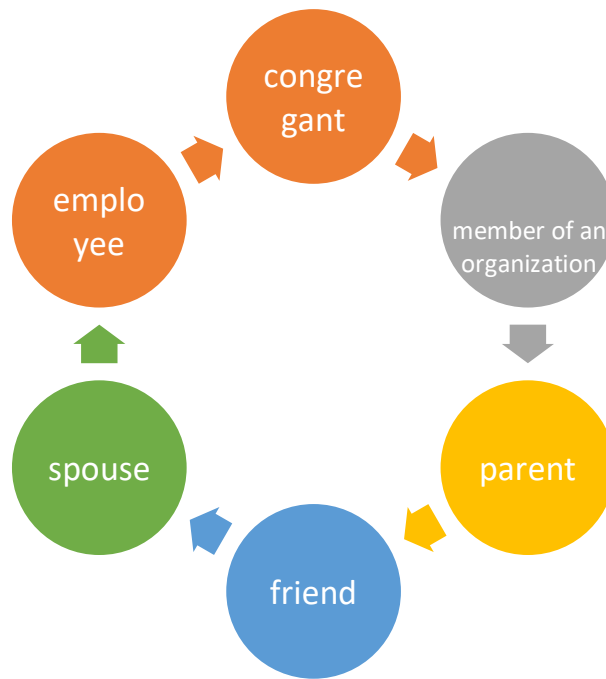 congre
gant
member of an
organization
parent
friend
spouse
emplo
yee